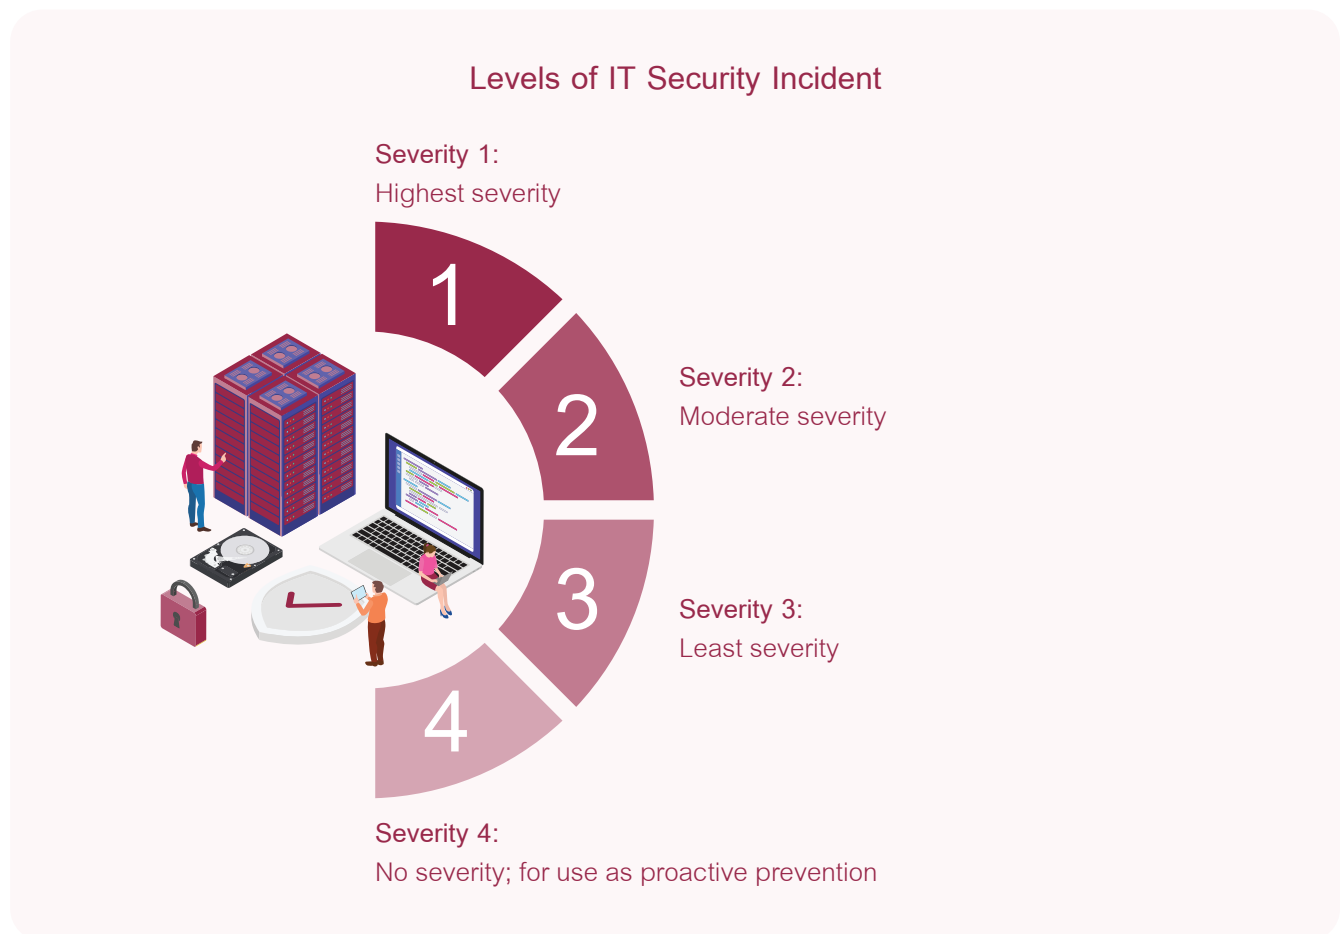 Levels of IT Security Incident
Severity 1:
Highest severity
1
2
Severity 2:
Moderate severity
3
Severity 3:
Least severity
4
Severity 4:
No severity; for use as proactive prevention